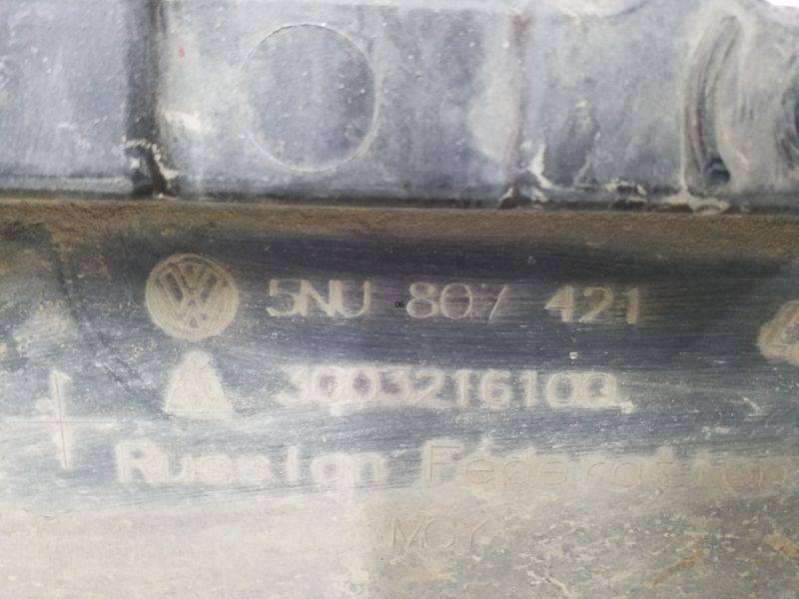 5NU 807 421
3003216100
Russian Federation